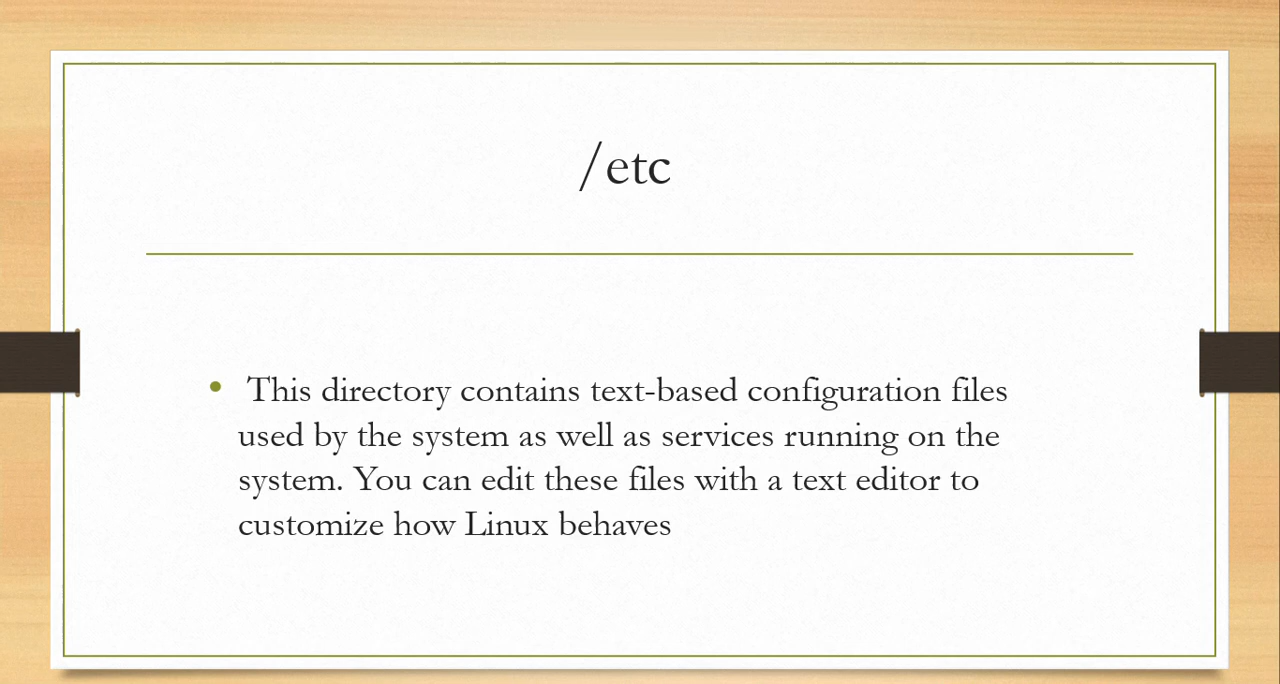 /etc
This directory contains text-based configuration files
used by the system as well as services running on the
system. You can edit these files with a text editor to
customize how Linux behaves